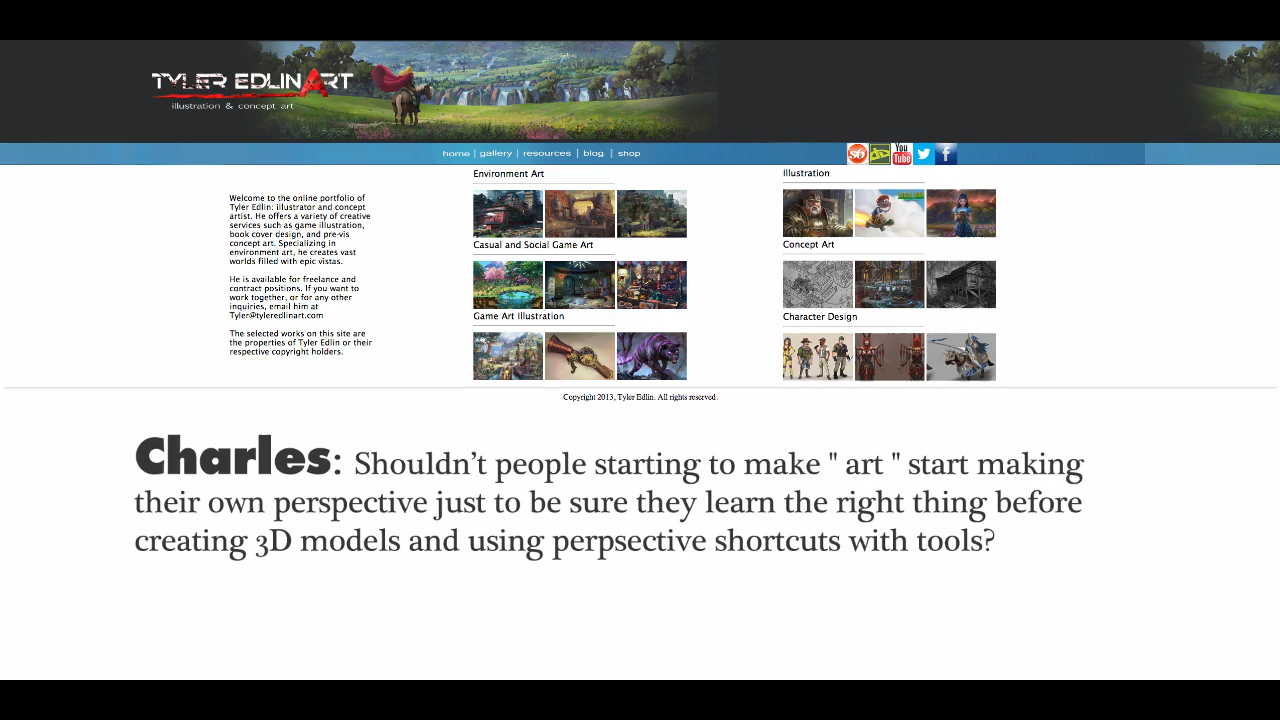 TYLER EDLIN ART
illustration & concept art
home | gallery | resources | blog | shop
You
Tube
Welcome to the online portfolio of
Tyler Edlin: illustrator and concept
artist. He offers a variety of creative
services such as game illustration,
book cover design, and pre-vis
concept art. Specializing in
environment art, he creates vast
worlds filled with epic vistas.
He is available for freelance and
contract positions. If you want to
work together, or for any other
inquiries, email him at
Tyler@tyleredlinart.com
The selected works on this site are
the properties of Tyler Edlin or their
respective copyright holders.
Environment Art
Casual and Social Game Art
Game Art Illustration
Illustration
Concept Art
Character Design
Copyright 2013, Tyler Edlin. All rights reserved.
Charles: Shouldn't people starting to make " art " start making
their own perspective just to be sure they learn the right thing before
creating 3D models and using perpsective shortcuts with tools?